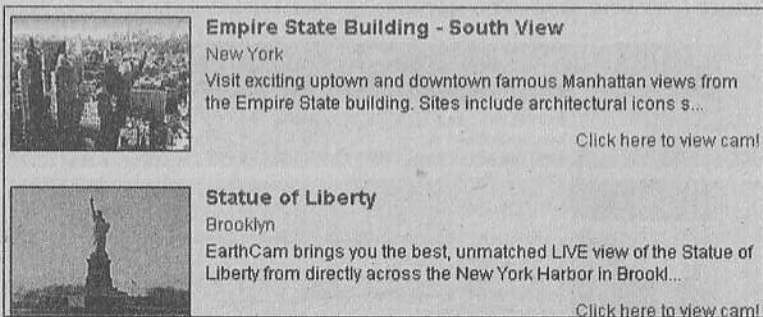 Empire State Building - South View
New York
Visit exciting uptown and downtown famous Manhattan views from
the Empire State building. Sites include architectural icons s...
Click here to view cam!
Statue of Liberty
Brooklyn
EarthCam brings you the best, unmatched LIVE view of the Statue of
Liberty from directly across the New York Harbor in Brookl...
Click here to view cam!